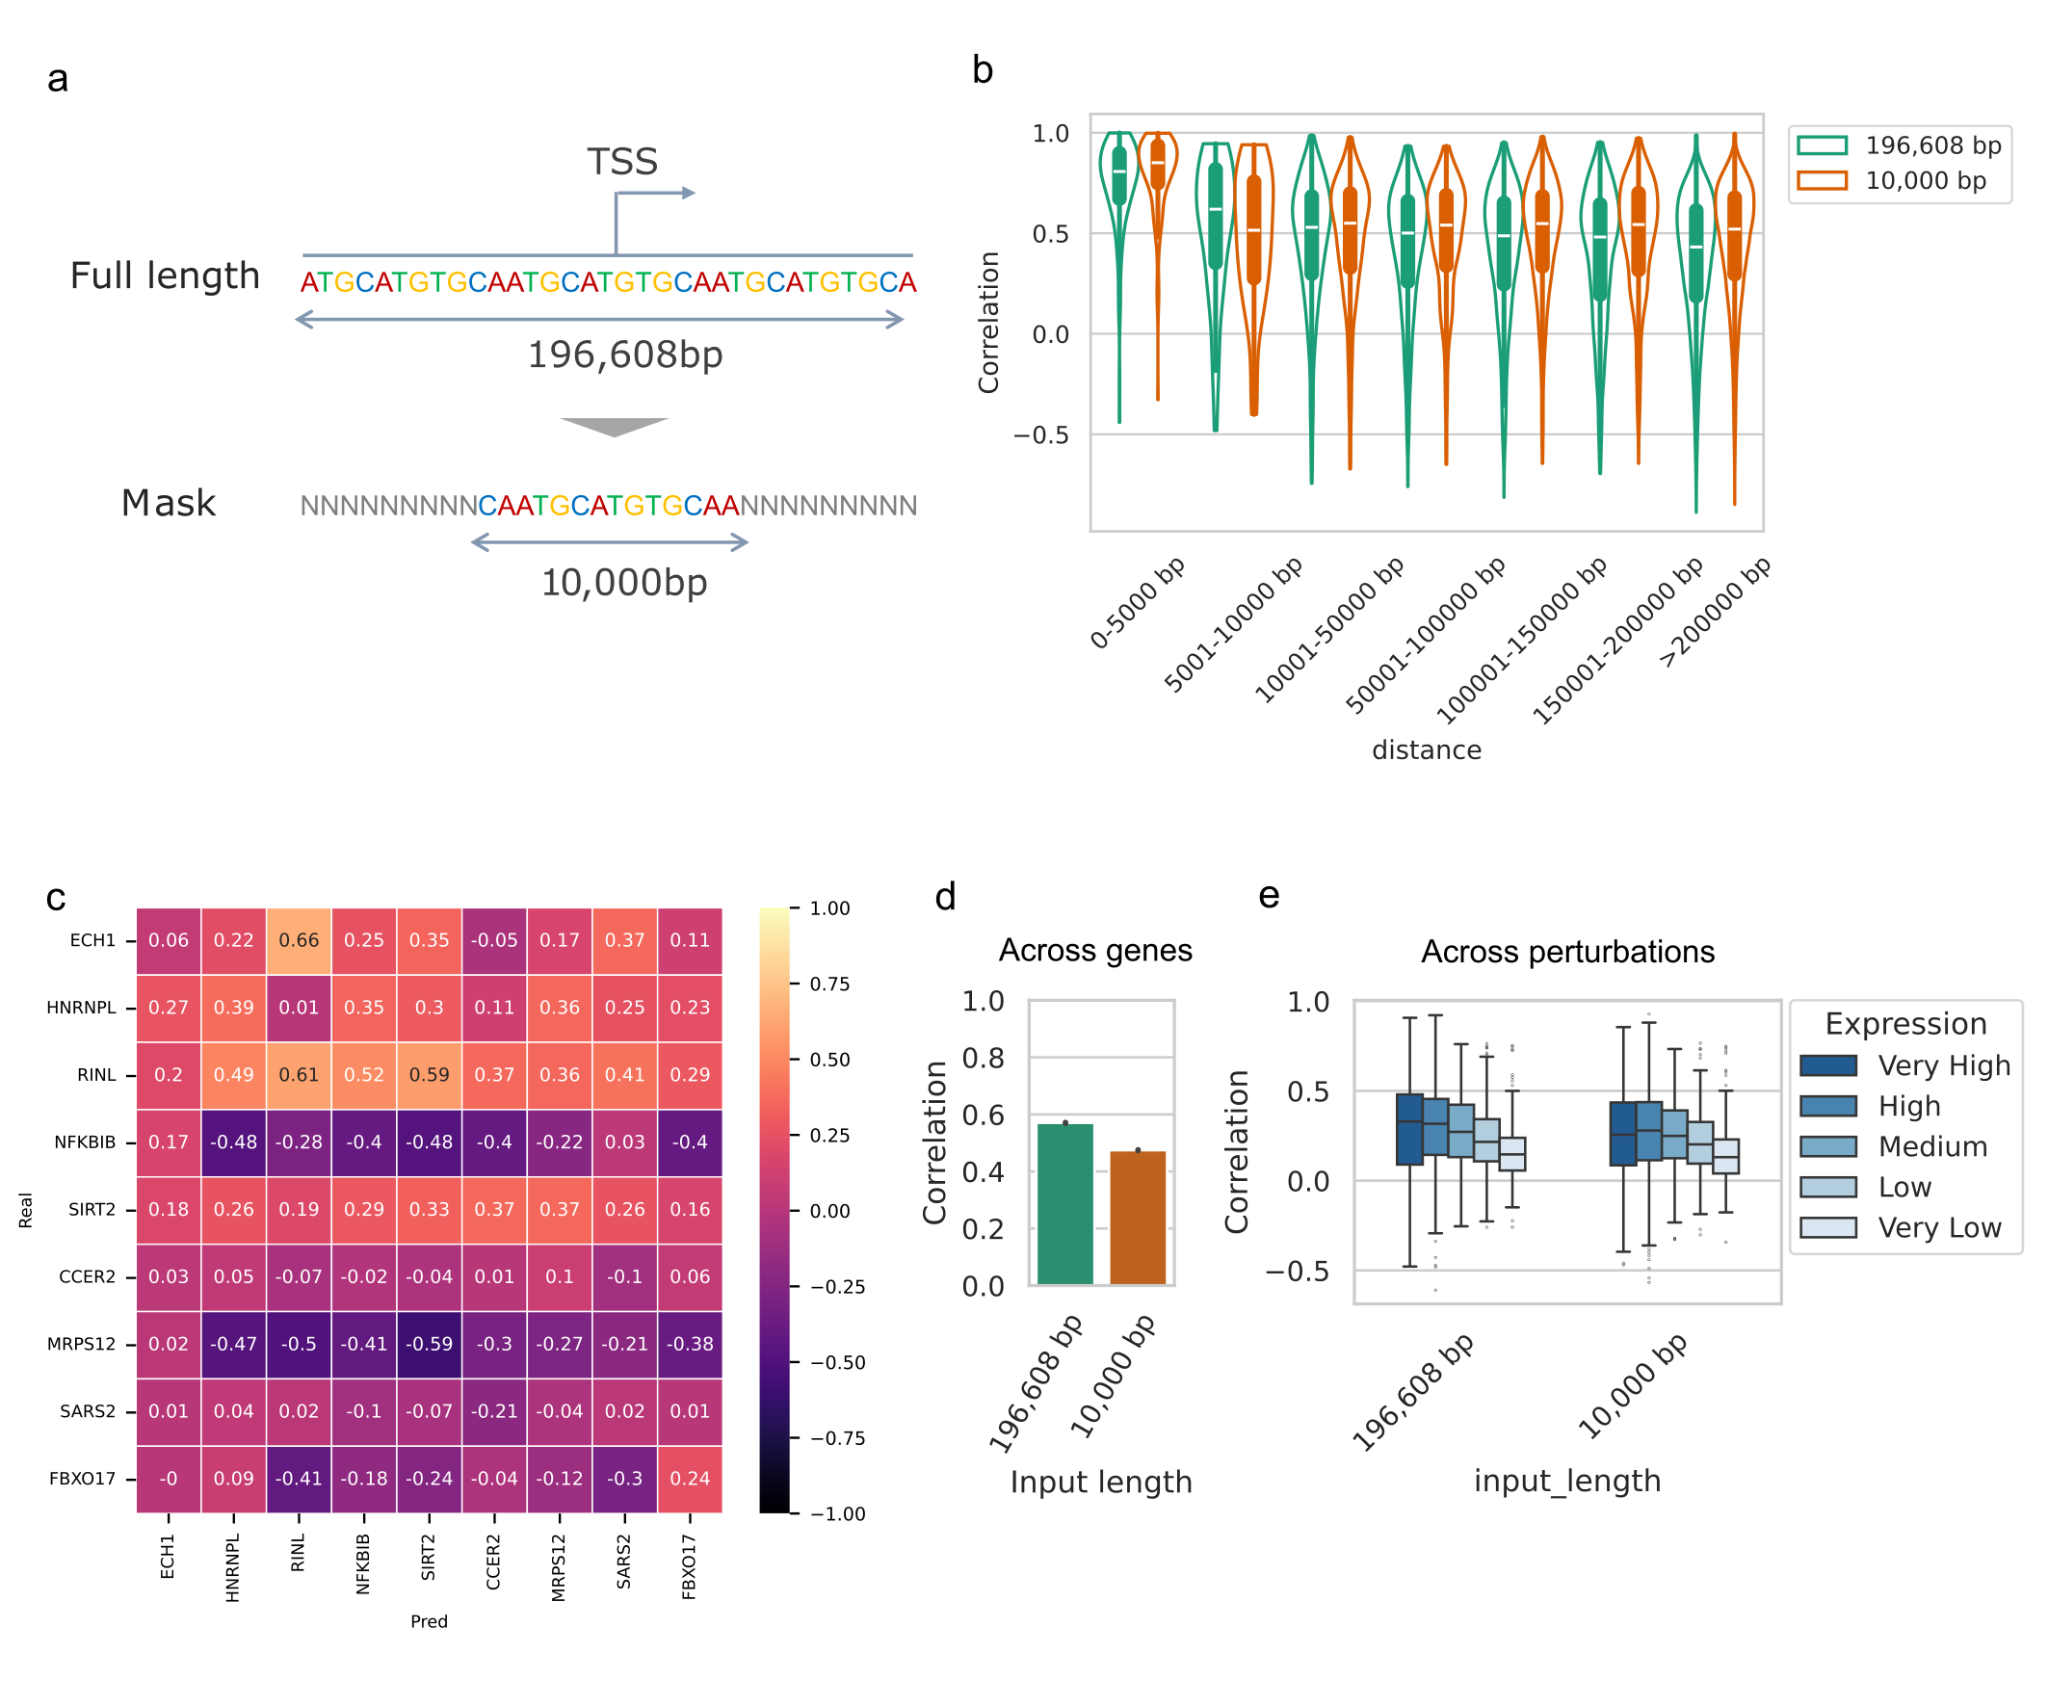 a
TSS
Full length
ATGCATGTGCAATGCATGTGCAATGCATGTGCA
196,608bp
Mask
NNNNNNNNNCAATGCATGTGCAANNNNNNNNN
10,000bp
b
1.0
0.5
0.0
−0.5
Correlation
0-5000 bp
5001-10000 bp
10001-50000 bp
50001-100000 bp
100001-150000 bp
150001-200000 bp
>200000 bp
distance
196,608 bp
10,000 bp
c
Real
ECH1 0.06 0.22 0.66 0.25 0.35 -0.05 0.17 0.37 0.11
HNRNPL 0.27 0.39 0.01 0.35 0.3 0.11 0.36 0.25 0.23
RINL 0.2 0.49 0.61 0.52 0.59 0.37 0.36 0.41 0.29
NFKBIB 0.17 -0.48 -0.28 -0.4 -0.48 -0.4 -0.22 0.03 -0.4
SIRT2 0.18 0.26 0.19 0.29 0.33 0.37 0.37 0.26 0.16
CCER2 0.03 0.05 -0.07 -0.02 -0.04 0.01 0.1 -0.1 0.06
MRPS12 0.02 -0.47 -0.5 -0.41 -0.59 -0.3 -0.27 -0.21 -0.38
SARS2 0.01 0.04 0.02 -0.1 -0.07 -0.21 -0.04 0.02 0.01
FBXO17 -0 0.09 -0.41 -0.18 -0.24 -0.04 -0.12 -0.3 0.24
ECH1
HNRNPL
RINL
NFKBIB
SIRT2
CCER2
MRPS12
SARS2
FBXO17
Pred
1.00
0.75
0.50
0.25
0.00
−0.25
−0.50
−0.75
−1.00
d
Across genes
Correlation
1.0
0.8
0.6
0.4
0.2
0.0
196,608 bp
10,000 bp
Input length
e
Across perturbations
Correlation
1.0
0.5
0.0
−0.5
196,608 bp
10,000 bp
input_length
Expression
Very High
High
Medium
Low
Very Low